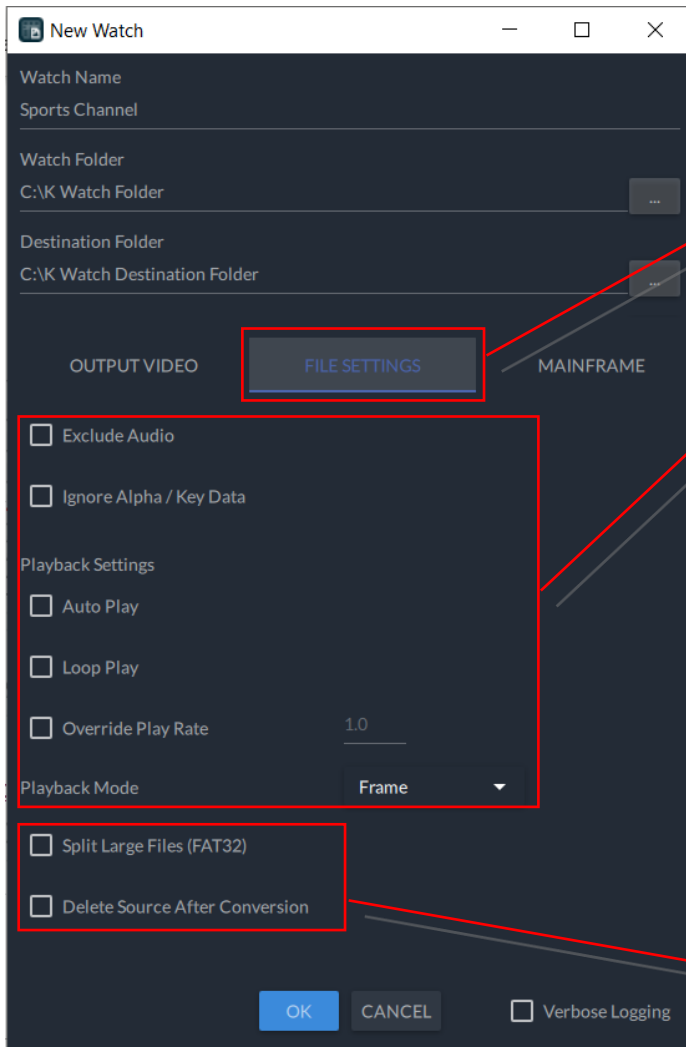 New Watch
Watch Name
Sports Channel
Watch Folder
C:\K Watch Folder
...
Destination Folder
C:\K Watch Destination Folder
...
OUTPUT VIDEO FILE SETTINGS MAINFRAME
Exclude Audio
Ignore Alpha / Key Data
Playback Settings
Auto Play
Loop Play
Override Play Rate 1.0
Playback Mode Frame
Split Large Files (FAT32)
Delete Source After Conversion
OK CANCEL Verbose Logging